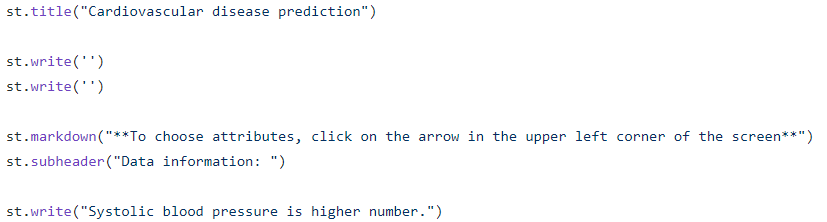 st.title("Cardiovascular disease prediction")
st.write('')
st.write('')
st.markdown("**To choose attributes, click on the arrow in the upper left corner of the screen**")
st.subheader("Data information: ")
st.write("Systolic blood pressure is higher number.")